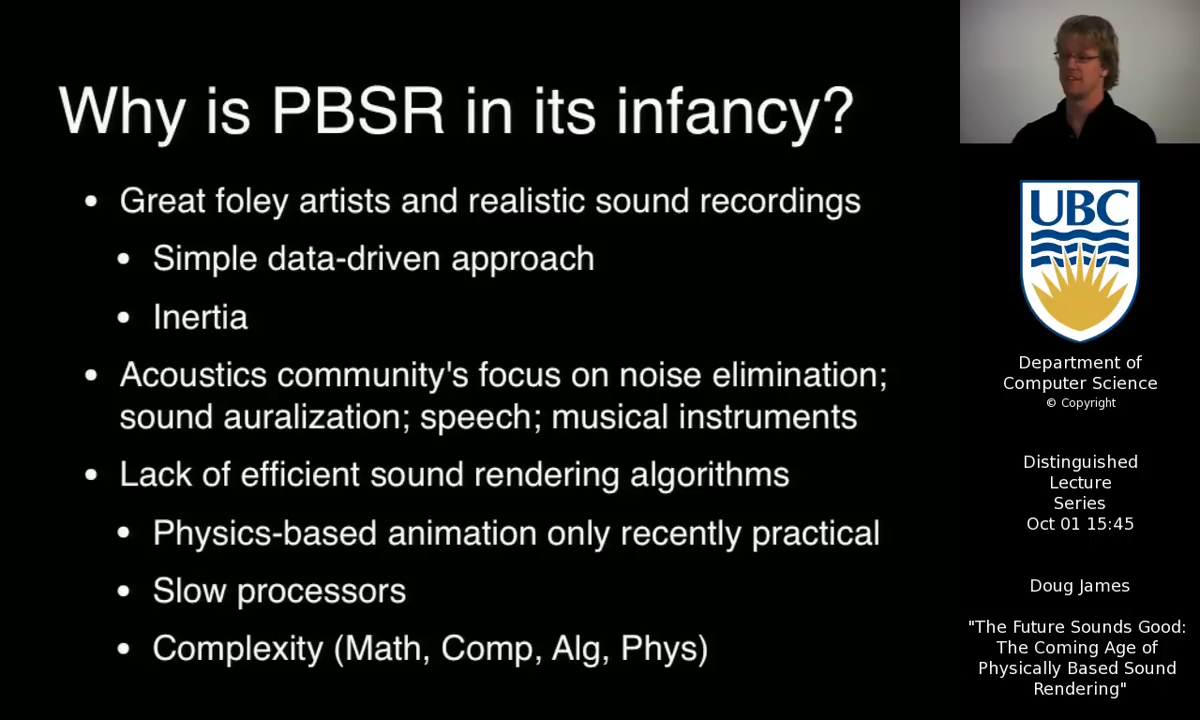 Why is PBSR in its infancy?
• Great foley artists and realistic sound recordings
• Simple data-driven approach
• Inertia
• Acoustics community's focus on noise elimination;
sound auralization; speech; musical instruments
• Lack of efficient sound rendering algorithms
• Physics-based animation only recently practical
• Slow processors
• Complexity (Math, Comp, Alg, Phys)
UBC
Department of
Computer Science
© Copyright
Distinguished
Lecture
Series
Oct 01 15:45
Doug James
"The Future Sounds Good:
The Coming Age of
Physically Based Sound
Rendering"